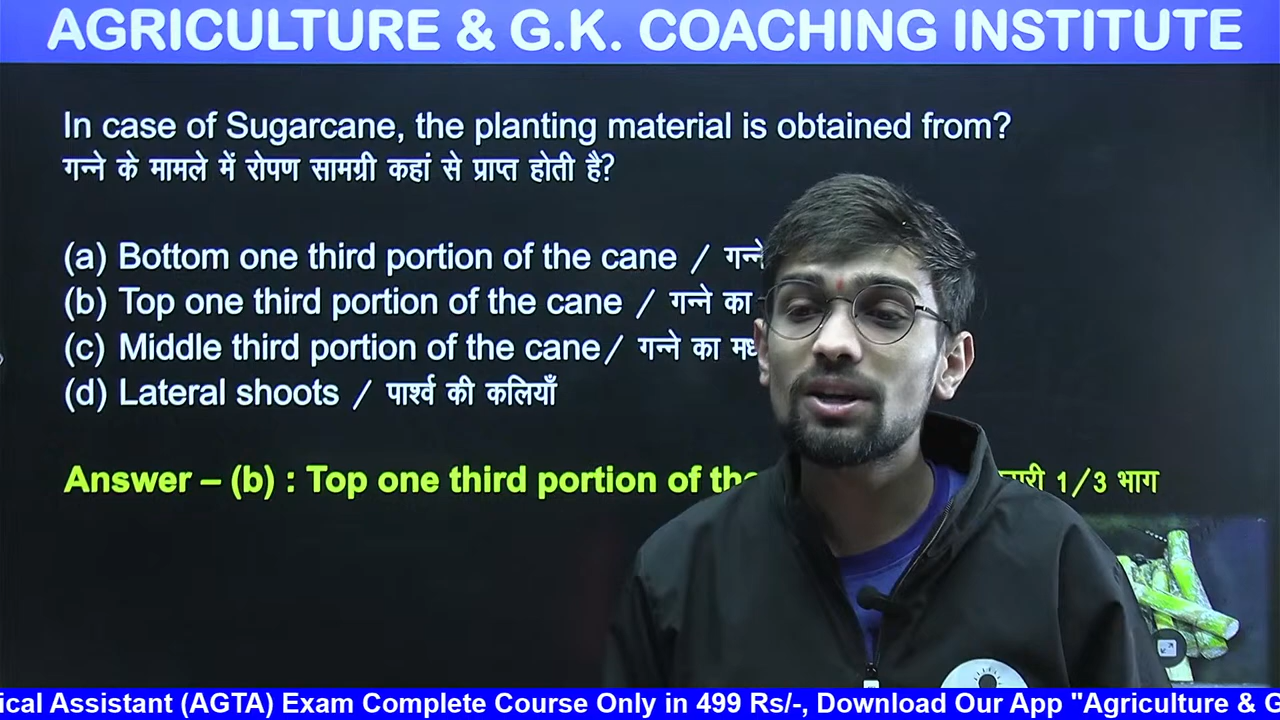 AGRICULTURE & G.K. COACHING INSTITUTE
In case of Sugarcane, the planting material is obtained from?
गन्ने के मामले में रोपण सामग्री कहां से प्राप्त होती है?
(a) Bottom one third portion of the cane / गन्ने
(b) Top one third portion of the cane / गन्ने का
(c) Middle third portion of the cane/ गन्ने का
(d) Lateral shoots / पार्श्व की कलियाँ
Answer – (b) : Top one third portion of the 1/3 भाग
Assistant (AGTA) Exam Complete Course Only in 499 Rs/-, Download Our App "Agriculture &